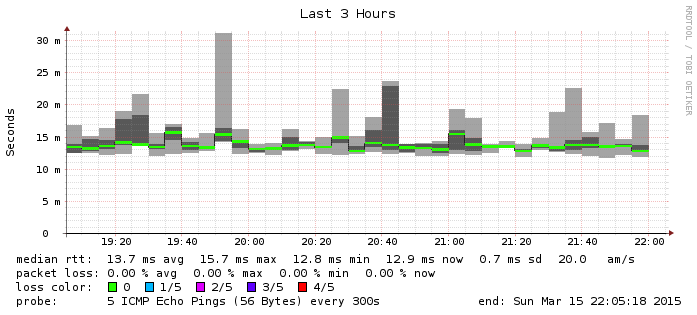 Last 3 Hours
RRDTOOL / TOBI OETIKER
Seconds
30 m
25 m
20 m
15 m
10 m
5 m
0
19:20 19:40 20:00 20:20 20:40 21:00 21:20 21:40 22:00
median rtt: 13.7 ms avg 15.7 ms max 12.8 ms min 12.9 ms now 0.7 ms sd 20.0 am/s
packet loss: 0.00 % avg 0.00 % max 0.00 % min 0.00 % now
loss color: 0 1/5 2/5 3/5 4/5
probe: 5 ICMP Echo Pings (56 Bytes) every 300s end: Sun Mar 15 22:05:18 2015